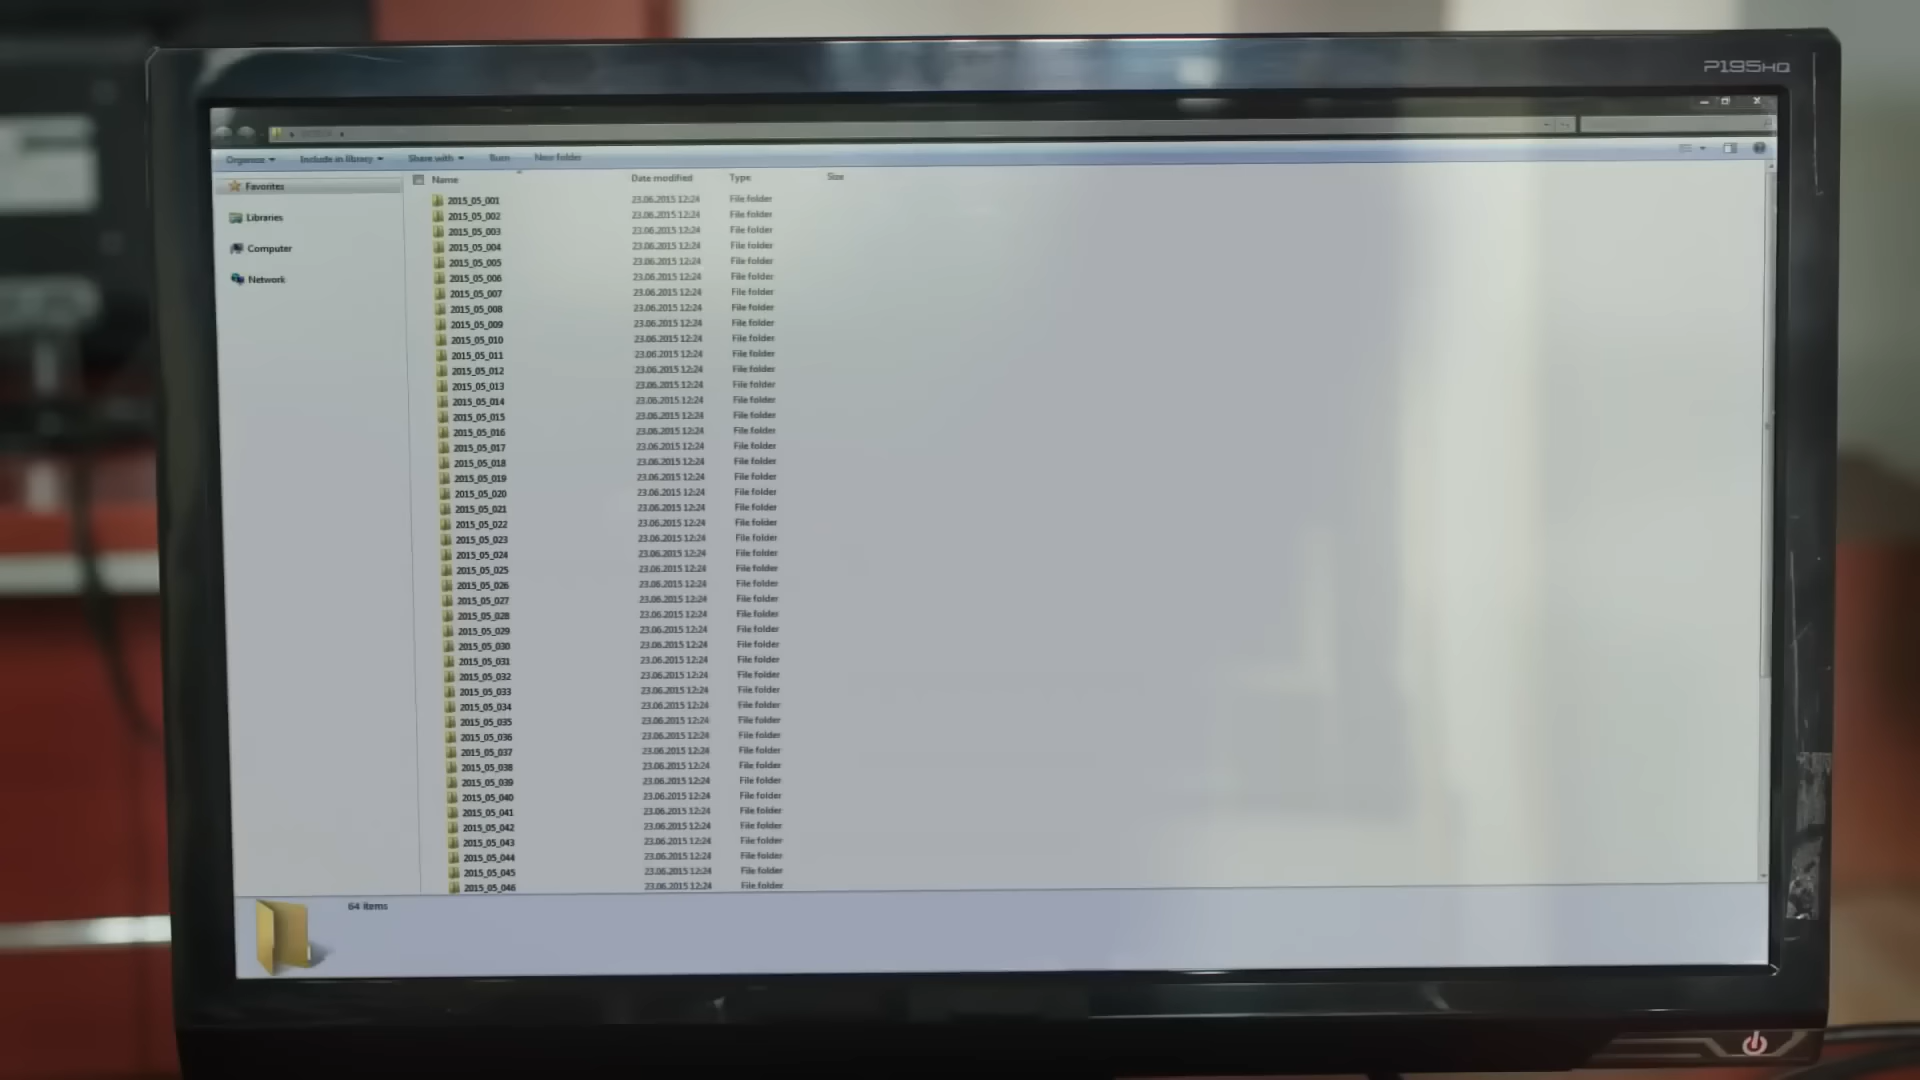 P195HQ
Organize Include in library Share with Burn New folder
Name Date modified Type Size
Favorites
Libraries
Computer
Network
2015_05_001 23.06.2015 12:24 File folder
2015_05_002 23.06.2015 12:24 File folder
2015_05_003 23.06.2015 12:24 File folder
2015_05_004 23.06.2015 12:24 File folder
2015_05_005 23.06.2015 12:24 File folder
2015_05_006 23.06.2015 12:24 File folder
2015_05_007 23.06.2015 12:24 File folder
2015_05_008 23.06.2015 12:24 File folder
2015_05_009 23.06.2015 12:24 File folder
2015_05_010 23.06.2015 12:24 File folder
2015_05_011 23.06.2015 12:24 File folder
2015_05_012 23.06.2015 12:24 File folder
2015_05_013 23.06.2015 12:24 File folder
2015_05_014 23.06.2015 12:24 File folder
2015_05_015 23.06.2015 12:24 File folder
2015_05_016 23.06.2015 12:24 File folder
2015_05_017 23.06.2015 12:24 File folder
2015_05_018 23.06.2015 12:24 File folder
2015_05_019 23.06.2015 12:24 File folder
2015_05_020 23.06.2015 12:24 File folder
2015_05_021 23.06.2015 12:24 File folder
2015_05_022 23.06.2015 12:24 File folder
2015_05_023 23.06.2015 12:24 File folder
2015_05_024 23.06.2015 12:24 File folder
2015_05_025 23.06.2015 12:24 File folder
2015_05_026 23.06.2015 12:24 File folder
2015_05_027 23.06.2015 12:24 File folder
2015_05_028 23.06.2015 12:24 File folder
2015_05_029 23.06.2015 12:24 File folder
2015_05_030 23.06.2015 12:24 File folder
2015_05_031 23.06.2015 12:24 File folder
2015_05_032 23.06.2015 12:24 File folder
2015_05_033 23.06.2015 12:24 File folder
2015_05_034 23.06.2015 12:24 File folder
2015_05_035 23.06.2015 12:24 File folder
2015_05_036 23.06.2015 12:24 File folder
2015_05_037 23.06.2015 12:24 File folder
2015_05_038 23.06.2015 12:24 File folder
2015_05_039 23.06.2015 12:24 File folder
2015_05_040 23.06.2015 12:24 File folder
2015_05_041 23.06.2015 12:24 File folder
2015_05_042 23.06.2015 12:24 File folder
2015_05_043 23.06.2015 12:24 File folder
2015_05_044 23.06.2015 12:24 File folder
2015_05_045 23.06.2015 12:24 File folder
2015_05_046 23.06.2015 12:24 File folder
64 items